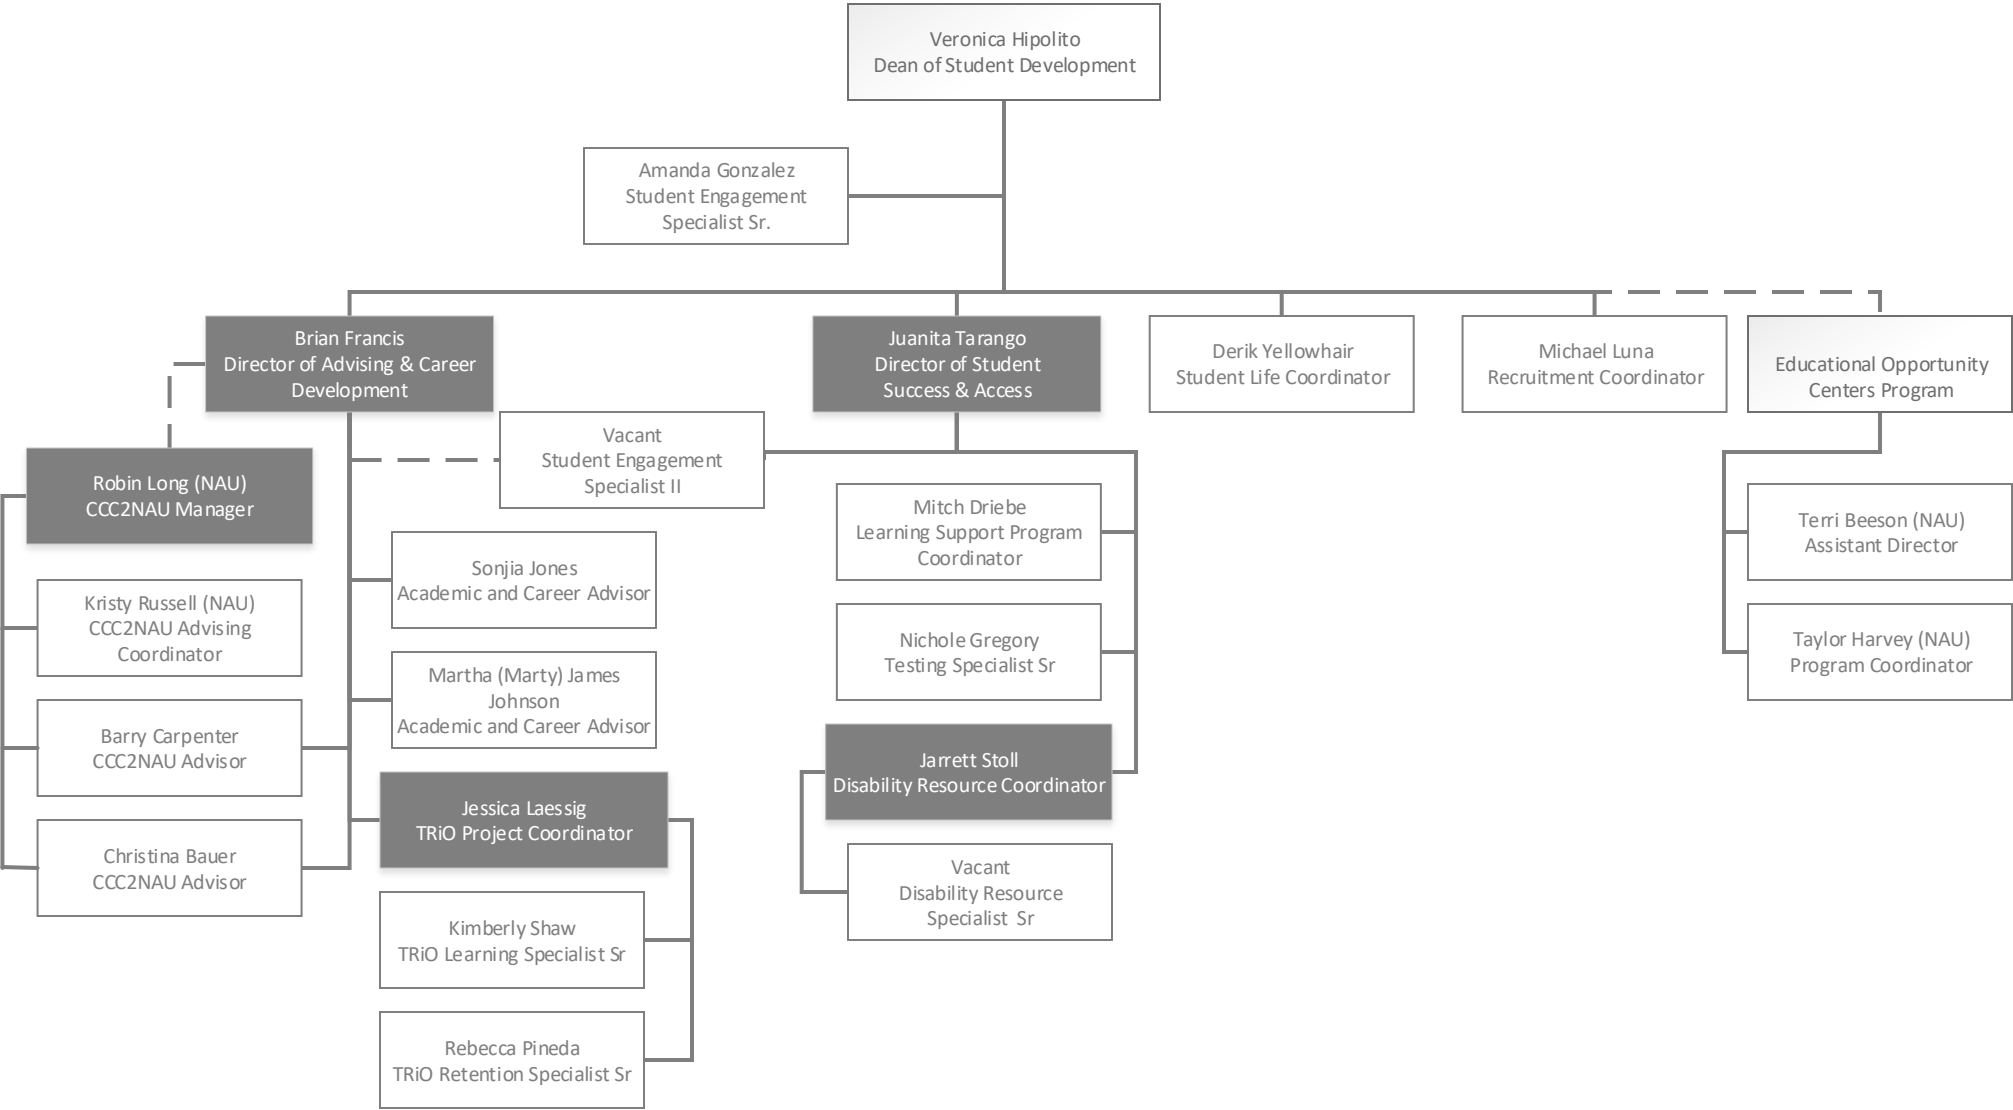 Veronica Hipolito
Dean of Student Development
Amanda Gonzalez
Student Engagement
Specialist Sr.
Brian Francis
Director of Advising & Career
Development
Juanita Tarango
Director of Student
Success & Access
Derik Yellowhair
Student Life Coordinator
Michael Luna
Recruitment Coordinator
Educational Opportunity
Centers Program
Vacant
Student Engagement
Specialist II
Robin Long (NAU)
CCC2NAU Manager
Kristy Russell (NAU)
CCC2NAU Advising
Coordinator
Barry Carpenter
CCC2NAU Advisor
Christina Bauer
CCC2NAU Advisor
Sonjia Jones
Academic and Career Advisor
Martha (Marty) James
Johnson
Academic and Career Advisor
Jessica Laessig
TRiO Project Coordinator
Kimberly Shaw
TRiO Learning Specialist Sr
Rebecca Pineda
TRiO Retention Specialist Sr
Mitch Driebe
Learning Support Program
Coordinator
Nichole Gregory
Testing Specialist Sr
Jarrett Stoll
Disability Resource Coordinator
Vacant
Disability Resource
Specialist Sr
Terri Beeson (NAU)
Assistant Director
Taylor Harvey (NAU)
Program Coordinator